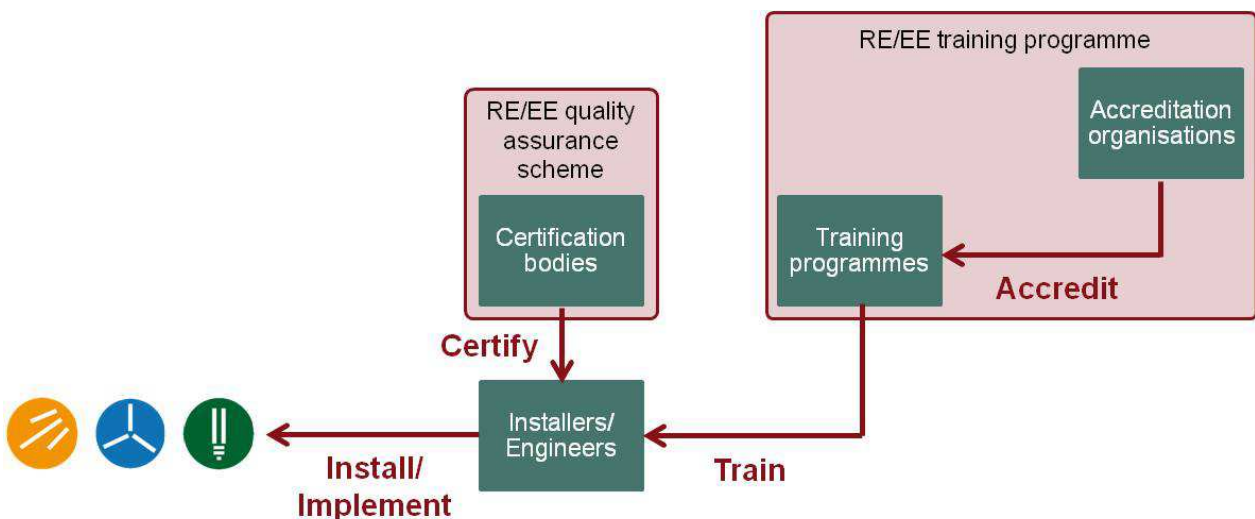 RE/EE training programme
Accreditation
organisations
RE/EE quality
assurance
scheme
Certification
bodies
Training
programmes
Accredit
Certify
Installers/
Engineers
Train
Install/
Implement